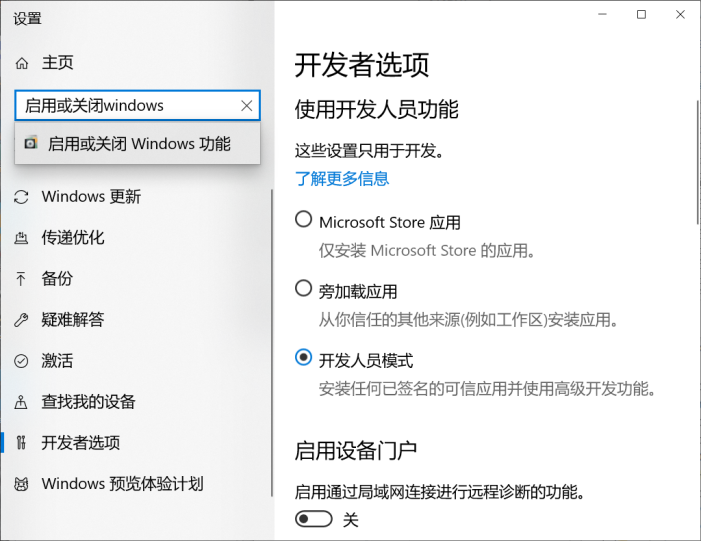 设置
主页
启用或关闭windows
启用或关闭 Windows 功能
Windows 更新
传递优化
备份
疑难解答
激活
查找我的设备
开发者选项
Windows 预览体验计划
开发者选项
使用开发人员功能
这些设置只用于开发。
了解更多信息
Microsoft Store 应用
仅安装 Microsoft Store 的应用。
旁加载应用
从你信任的其他来源(例如工作区)安装应用。
开发人员模式
安装任何已签名的可信应用并使用高级开发功能。
启用设备门户
启用通过局域网连接进行远程诊断的功能。
关